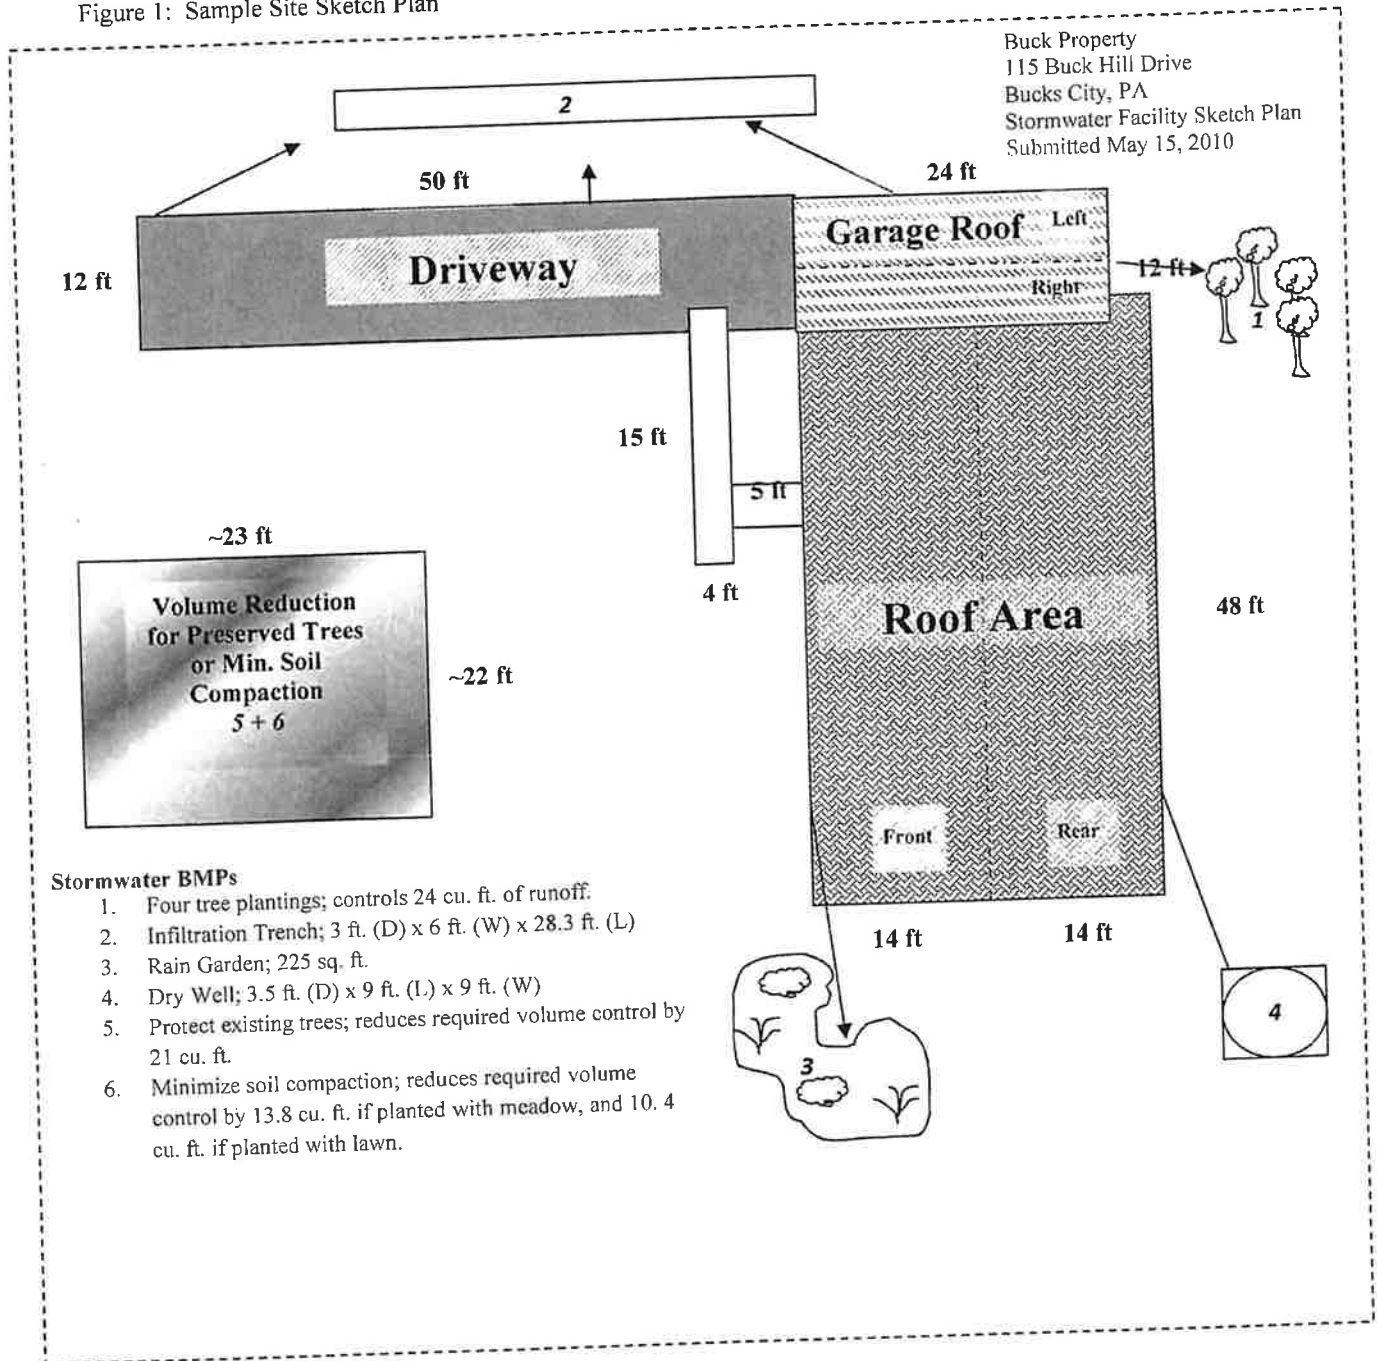 Figure 1: Sample Site Sketch Plan
Buck Property
115 Buck Hill Drive
Bucks City, PA
Stormwater Facility Sketch Plan
Submitted May 15, 2010
2
50 ft
24 ft
12 ft
Driveway
Garage Roof
Left
Right
12 ft
1
15 ft
5 ft
4 ft
~23 ft
Volume Reduction
for Preserved Trees
or Min. Soil
Compaction
5 + 6
~22 ft
Roof Area
48 ft
Front
Rear
14 ft
14 ft
Stormwater BMPs
1. Four tree plantings; controls 24 cu. ft. of runoff.
2. Infiltration Trench; 3 ft. (D) x 6 ft. (W) x 28.3 ft. (L)
3. Rain Garden; 225 sq. ft.
4. Dry Well; 3.5 ft. (D) x 9 ft. (L) x 9 ft. (W)
5. Protect existing trees; reduces required volume control by
21 cu. ft.
6. Minimize soil compaction; reduces required volume
control by 13.8 cu. ft. if planted with meadow, and 10. 4
cu. ft. if planted with lawn.
3
4